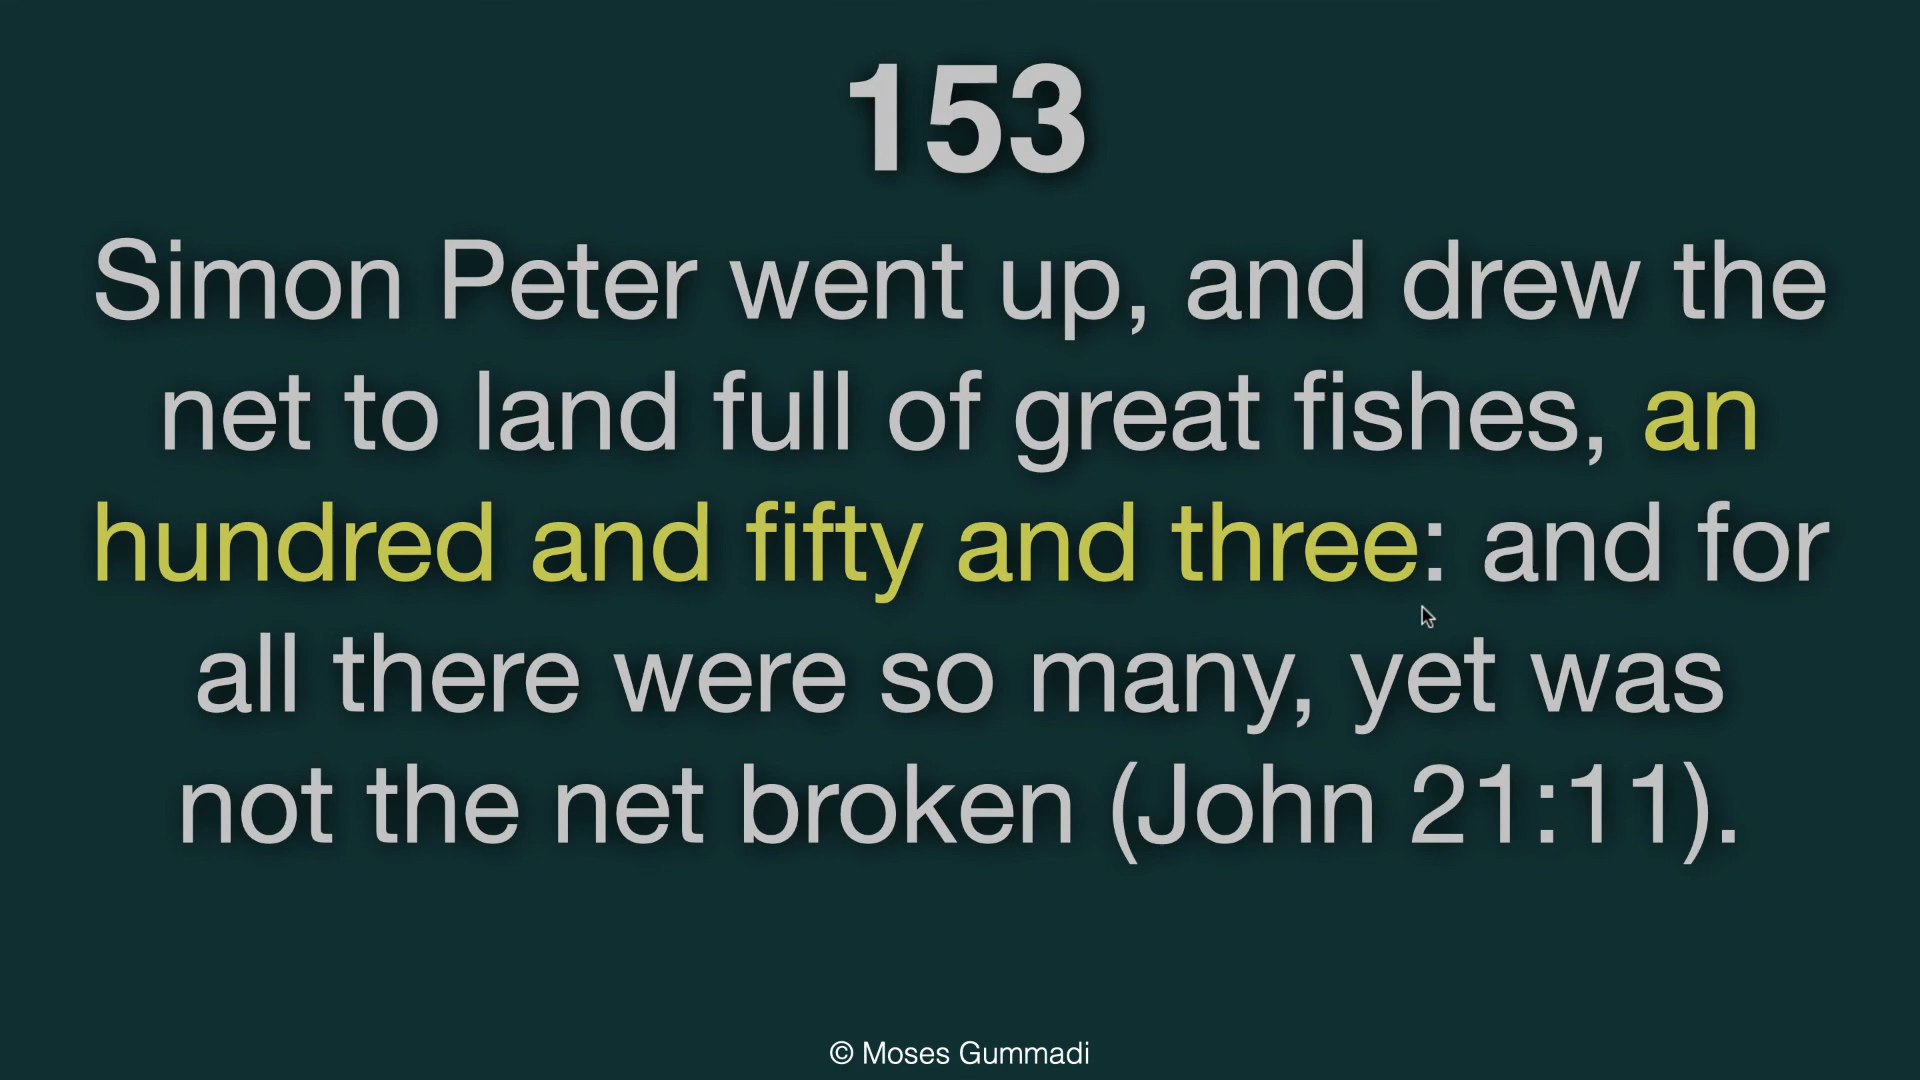 153
Simon Peter went up, and drew the
net to land full of great fishes, an
hundred and fifty and three: and for
all there were so many, yet was
not the net broken (John 21:11).
© Moses Gummadi